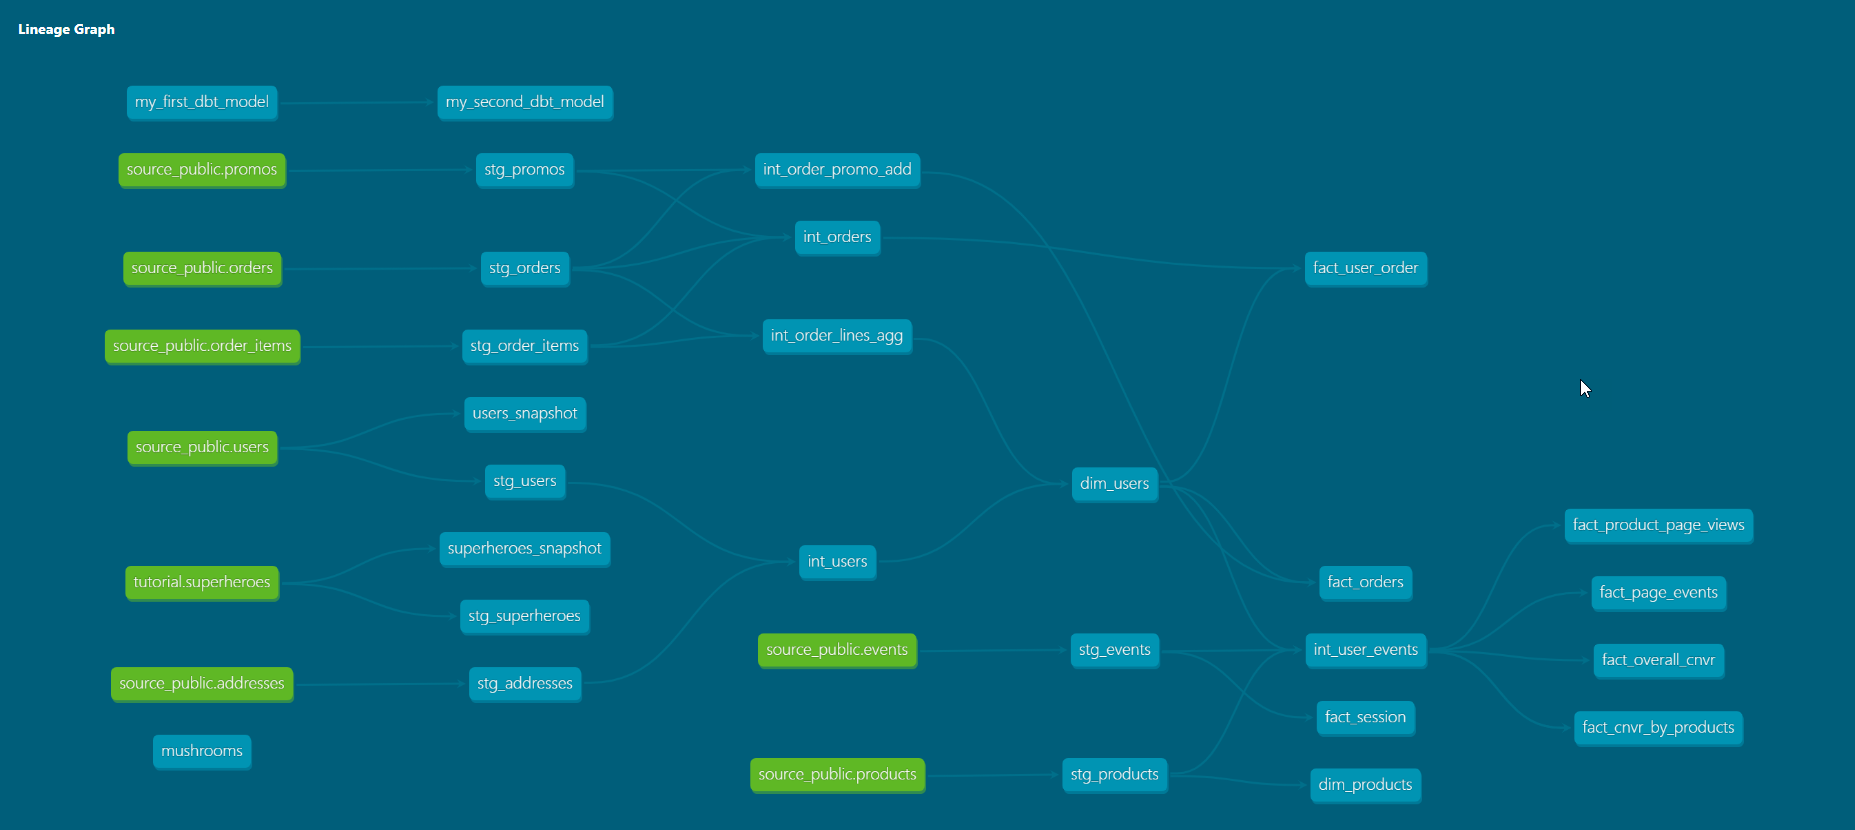 Lineage Graph
my_first_dbt_model
my_second_dbt_model
source_public.promos
stg_promos
int_order_promo_add
int_orders
source_public.orders
stg_orders
fact_user_order
source_public.order_items
stg_order_items
int_order_lines_agg
users_snapshot
source_public.users
stg_users
dim_users
superheroes_snapshot
tutorial.superheroes
stg_superheroes
int_users
fact_product_page_views
fact_orders
fact_page_events
source_public.events
stg_events
int_user_events
fact_overall_cnvr
source_public.addresses
stg_addresses
fact_session
fact_cnvr_by_products
mushrooms
source_public.products
stg_products
dim_products